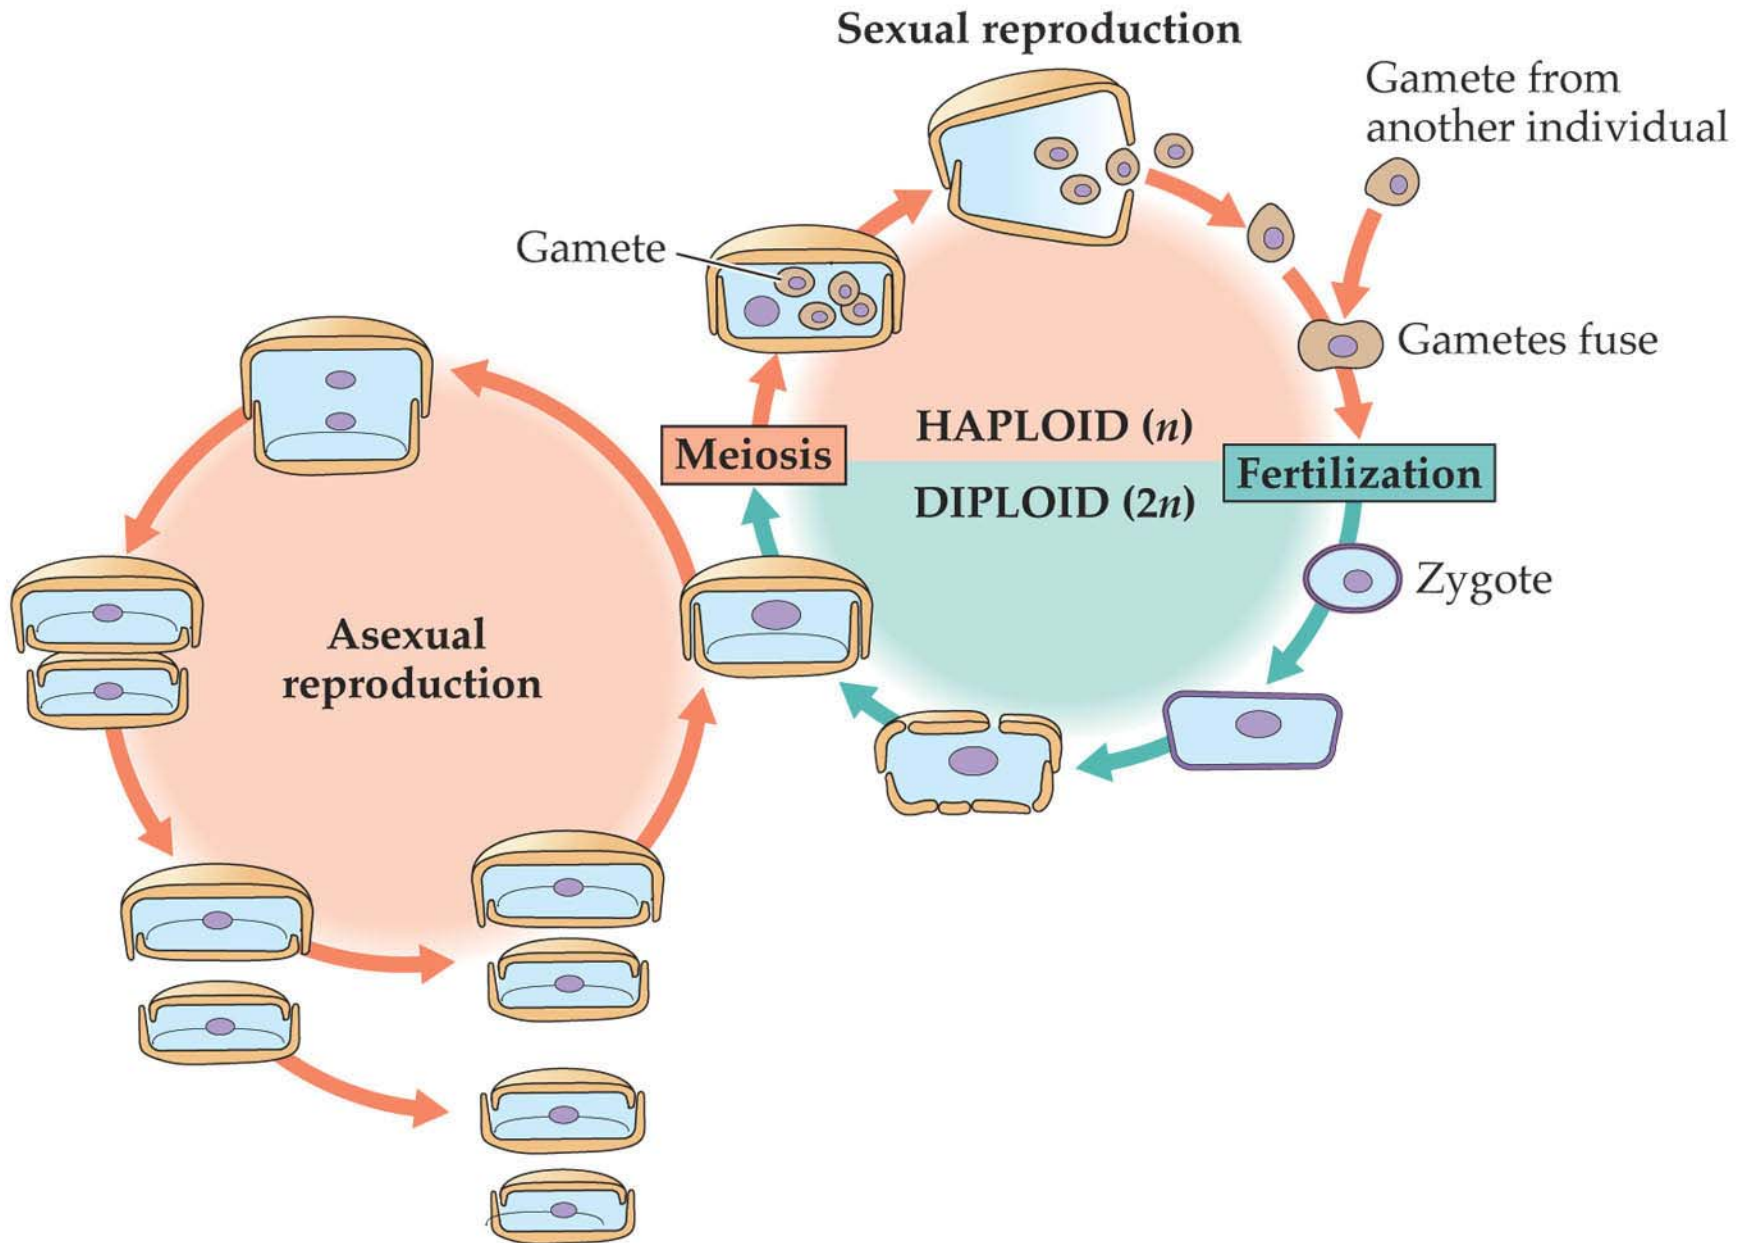 Sexual reproduction
Gamete from
another individual
Gamete
Gametes fuse
HAPLOID (n)
Meiosis
Fertilization
DIPLOID (2n)
Zygote
Asexual
reproduction